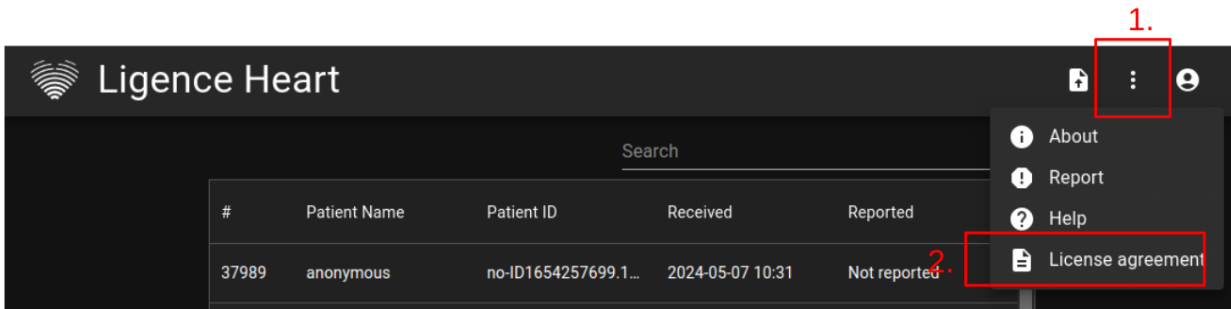 1.
Ligence Heart
About
Search
Report
# Patient Name Patient ID Received Reported
Help
2. License agreement
37989 anonymous no-ID1654257699.1... 2024-05-07 10:31 Not reported